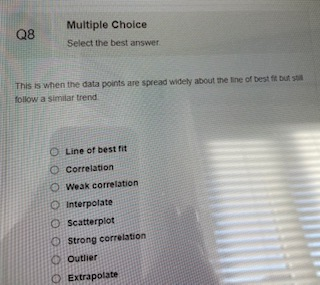 Q8
Multiple Choice
Select the best answer
This is when the data points are spread widely about the line of best fit but still
follow a similar trend.
Line of best fit
Correlation
Weak correlation
Interpolate
Scatterplot
Strong correlation
Outlier
Extrapolate